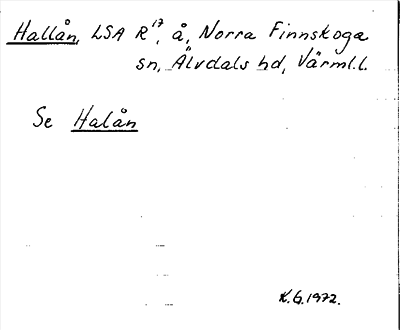 Hallån, LSA R¹⁷, å, Norra Finnskoga
sn, Älvdals hd, Värml.l.
Se Halån
K.G.1972.